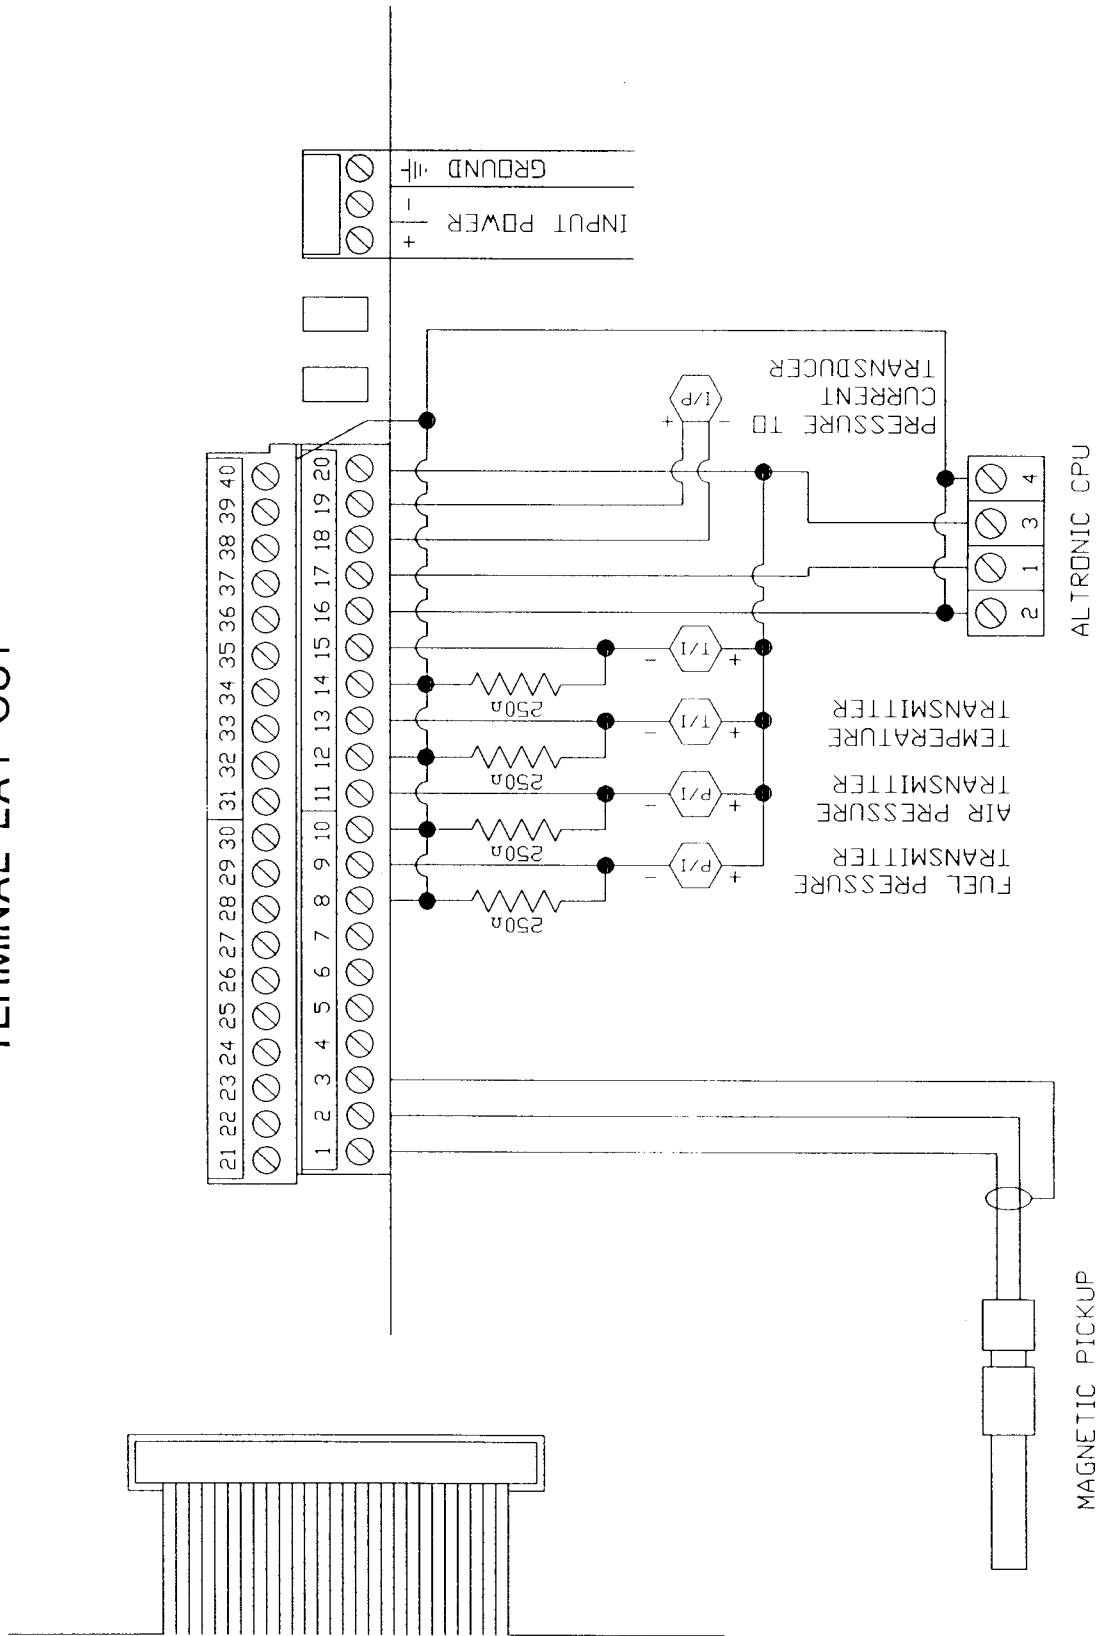 GROUND
- INPUT POWER
+
PRESSURE TO
CURRENT
TRANSDUCER
I/P
+
-
40 39 38 37 36 35 34 33 32 31 30 29 28 27 26 25 24 23 22 21
20 19 18 17 16 15 14 13 12 11 10 9 8 7 6 5 4 3 2 1
4 3 1 2
ALTRONIC CPU
- T/I +
250Ω
- T/I +
250Ω
TEMPERATURE
TRANSMITTER
- P/I +
250Ω
AIR PRESSURE
TRANSMITTER
- P/I +
250Ω
FUEL PRESSURE
TRANSMITTER
MAGNETIC PICKUP